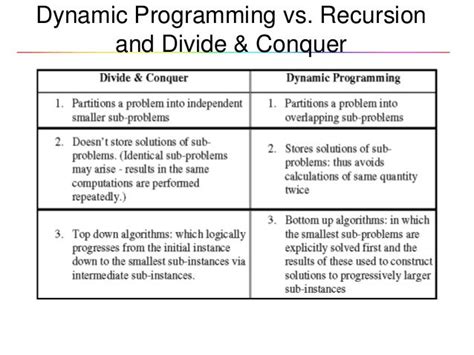 Dynamic Programming vs. Recursion
and Divide & Conquer
Divide & Conquer
Dynamic Programming
1. Partitions a problem into independent
smaller sub-problems
1. Partitions a problem into
overlapping sub-problems
2. Doesn't store solutions of sub-
problems. (Identical sub-problems
may arise - results in the same
computations are performed
repeatedly.)
2. Stores solutions of sub-
problems: thus avoids
calculations of same quantity
twice
3. Top down algorithms: which logically
progresses from the initial instance
down to the smallest sub-instances via
intermediate sub-instances.
3. Bottom up algorithms: in which
the smallest sub-problems are
explicitly solved first and the
results of these used to construct
solutions to progressively larger
sub-instances